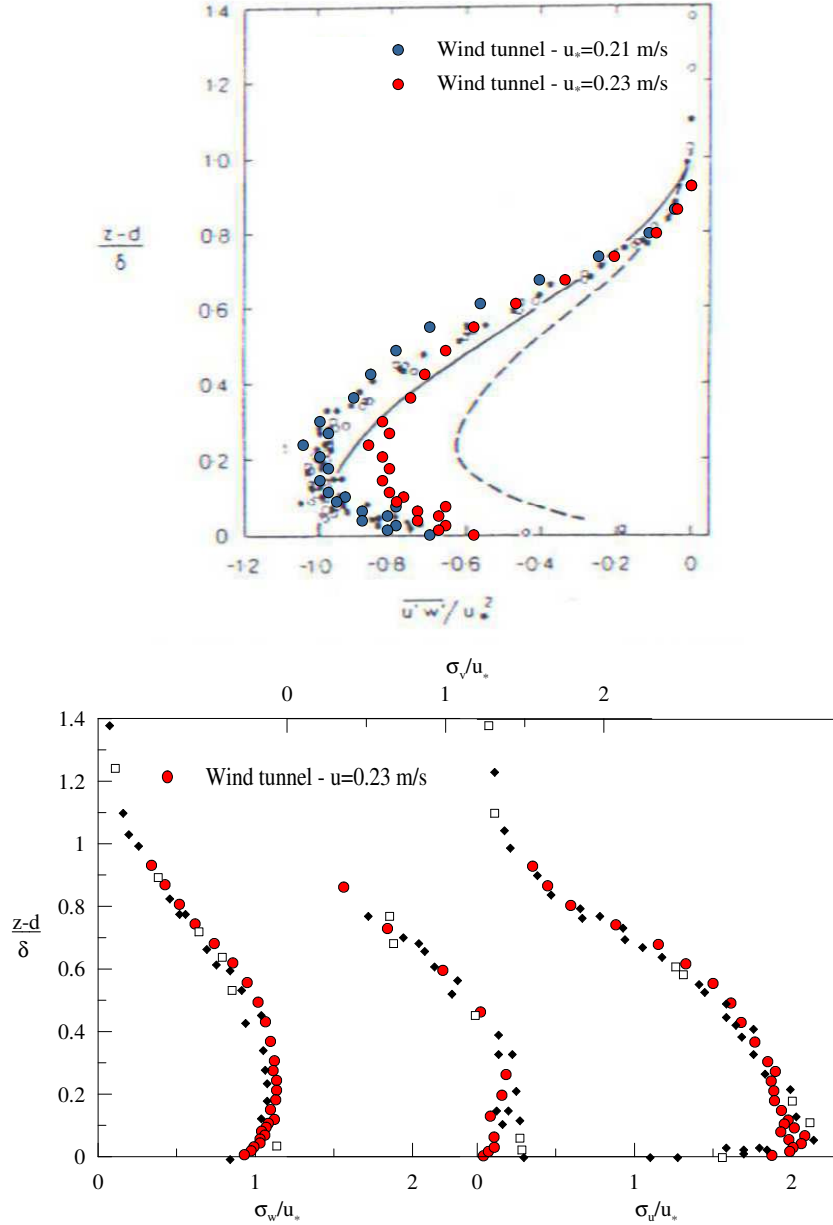 1·4
Wind tunnel - u*=0.21 m/s
Wind tunnel - u*=0.23 m/s
1·2
1·0
z-d
δ
0·8
0·6
0·4
0·2
0
-1·2 -1·0 -0·8 -0·6 -0·4 -0·2 0
u'w'/u*²
σv/u*
0 1 2
1.4
Wind tunnel - u=0.23 m/s
1.2
1
z-d
δ
0.8
0.6
0.4
0.2
0
0 1 2 0 1 2
σw/u* σu/u*